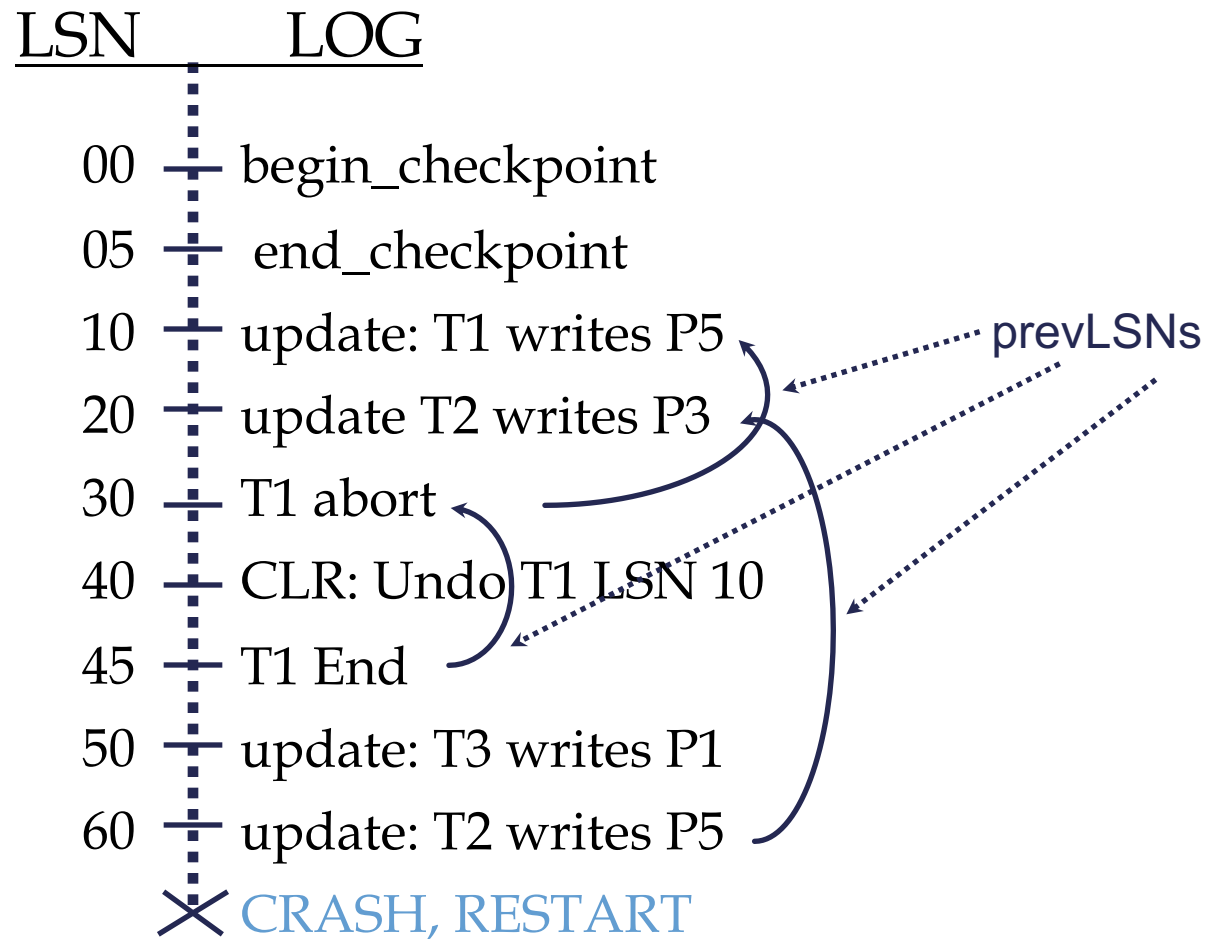 LSN LOG
00 begin_checkpoint
05 end_checkpoint
10 update: T1 writes P5
prevLSNs
20 update T2 writes P3
30 T1 abort
40 CLR: Undo T1 LSN 10
45 T1 End
50 update: T3 writes P1
60 update: T2 writes P5
CRASH, RESTART